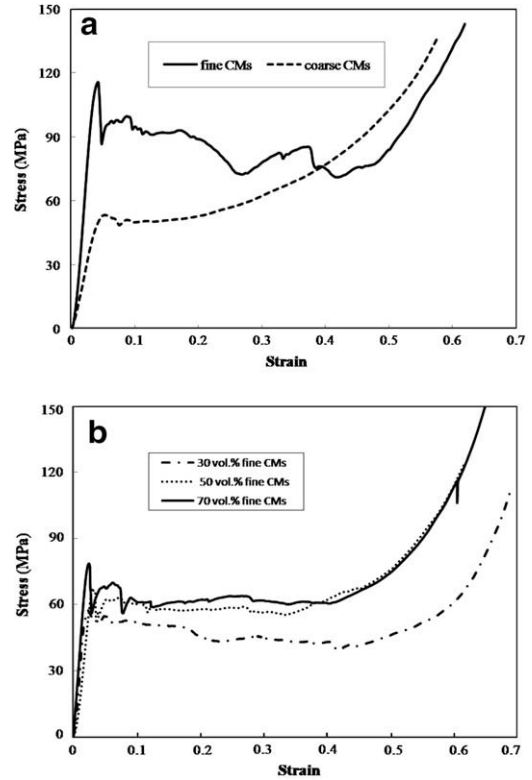 a
150
fine CMs
coarse CMs
120
90
Stress (MPa)
60
30
0
0
0.1
0.2
0.3
0.4
0.5
0.6
0.7
Strain
b
150
30 vol.% fine CMs
50 vol.% fine CMs
70 vol.% fine CMs
120
90
Stress (MPa)
60
30
0
0
0.1
0.2
0.3
0.4
0.5
0.6
0.7
Strain